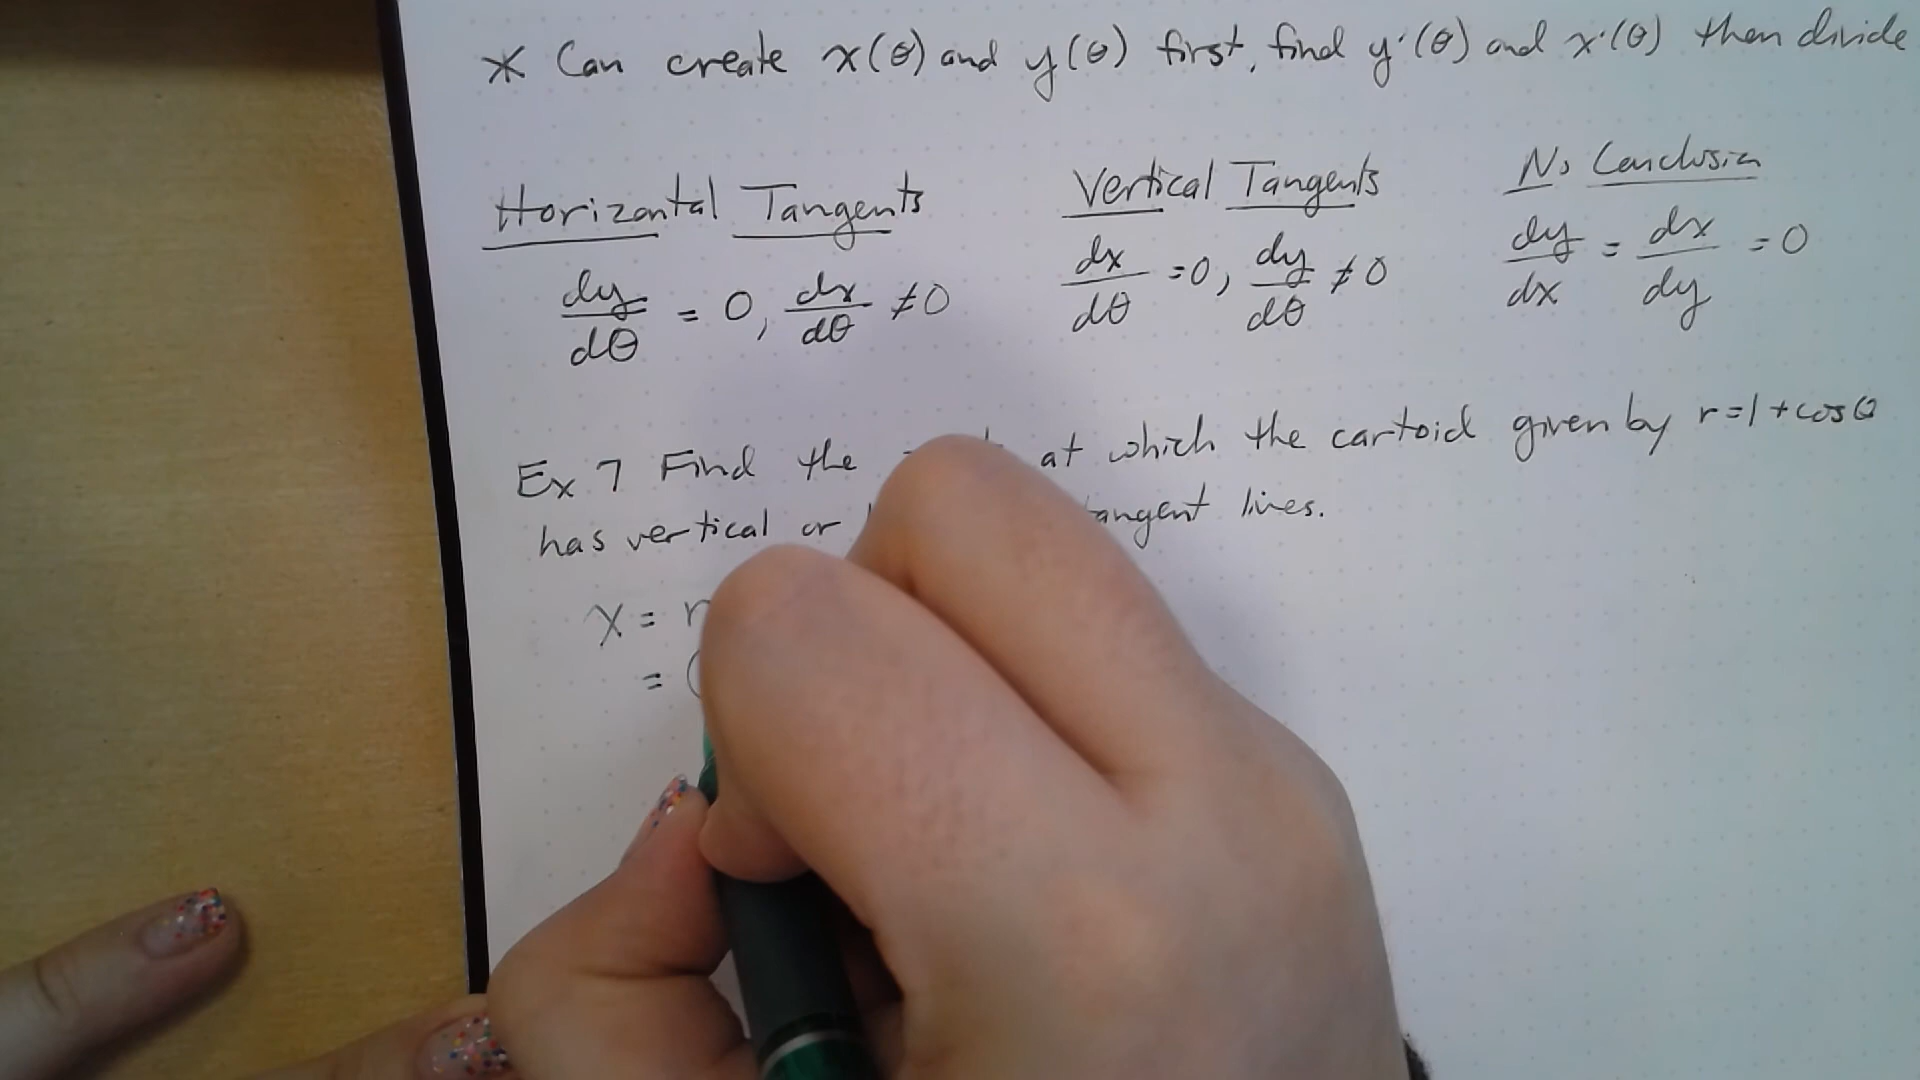 * Can create x(θ) and y(θ) first, find y'(θ) and x'(θ) then divide
Horizontal Tangents
dy/dθ = 0, dx/dθ ≠ 0
Vertical Tangents
dx/dθ = 0, dy/dθ ≠ 0
No Conclusion
dy/dx = dx/dy = 0
Ex 7 Find the at which the cartoid given by r = 1 + cos θ
has vertical or tangent lines.
x = r
= (